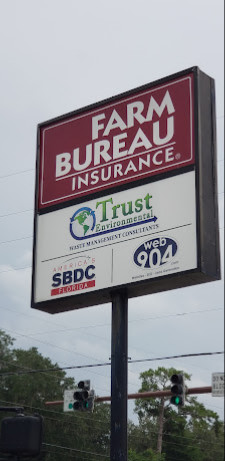 FARM
BUREAU
INSURANCE®
Trust
Environmental
WASTE MANAGEMENT CONSULTANTS
AMERICA'S
SBDC
FLORIDA
web
904